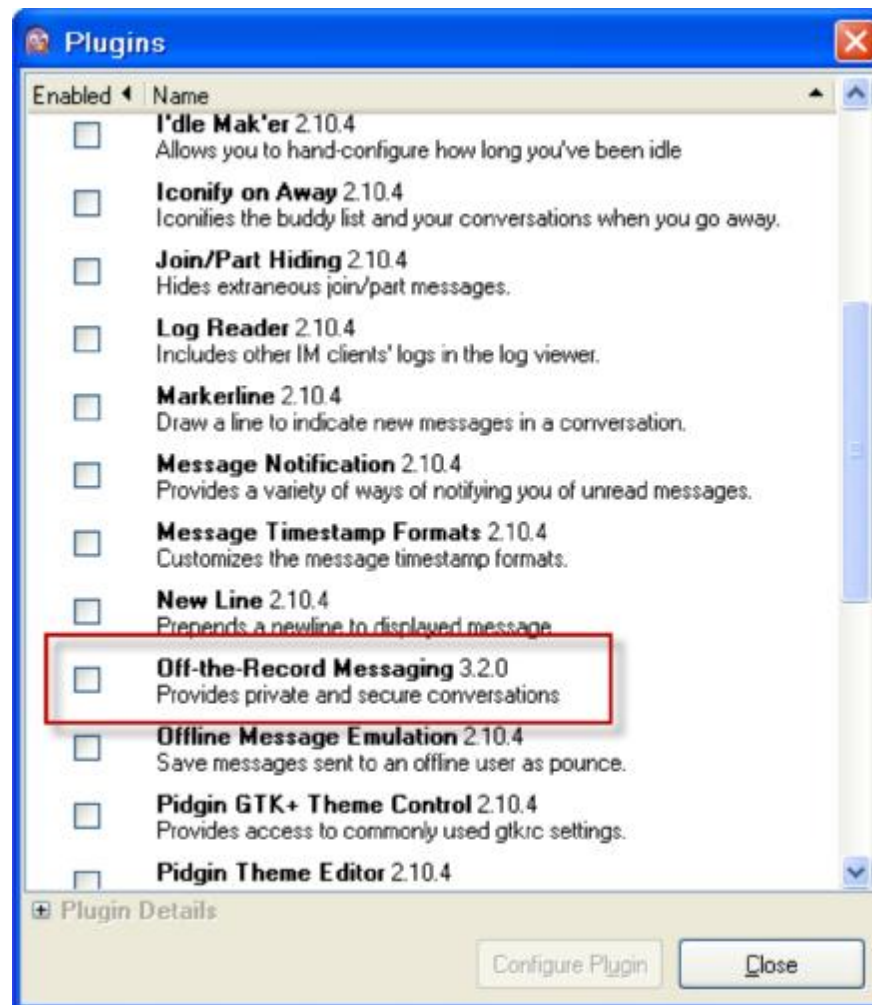 Plugins
Enabled Name
I'dle Mak'er 2.10.4
Allows you to hand-configure how long you've been idle
Iconify on Away 2.10.4
Iconifies the buddy list and your conversations when you go away.
Join/Part Hiding 2.10.4
Hides extraneous join/part messages.
Log Reader 2.10.4
Includes other IM clients' logs in the log viewer.
Markerline 2.10.4
Draw a line to indicate new messages in a conversation.
Message Notification 2.10.4
Provides a variety of ways of notifying you of unread messages.
Message Timestamp Formats 2.10.4
Customizes the message timestamp formats.
New Line 2.10.4
Prepends a newline to displayed message
Off-the-Record Messaging 3.2.0
Provides private and secure conversations
Offline Message Emulation 2.10.4
Save messages sent to an offline user as pounce.
Pidgin GTK+ Theme Control 2.10.4
Provides access to commonly used gtkrc settings.
Pidgin Theme Editor 2.10.4
Plugin Details
Configure Plugin Close